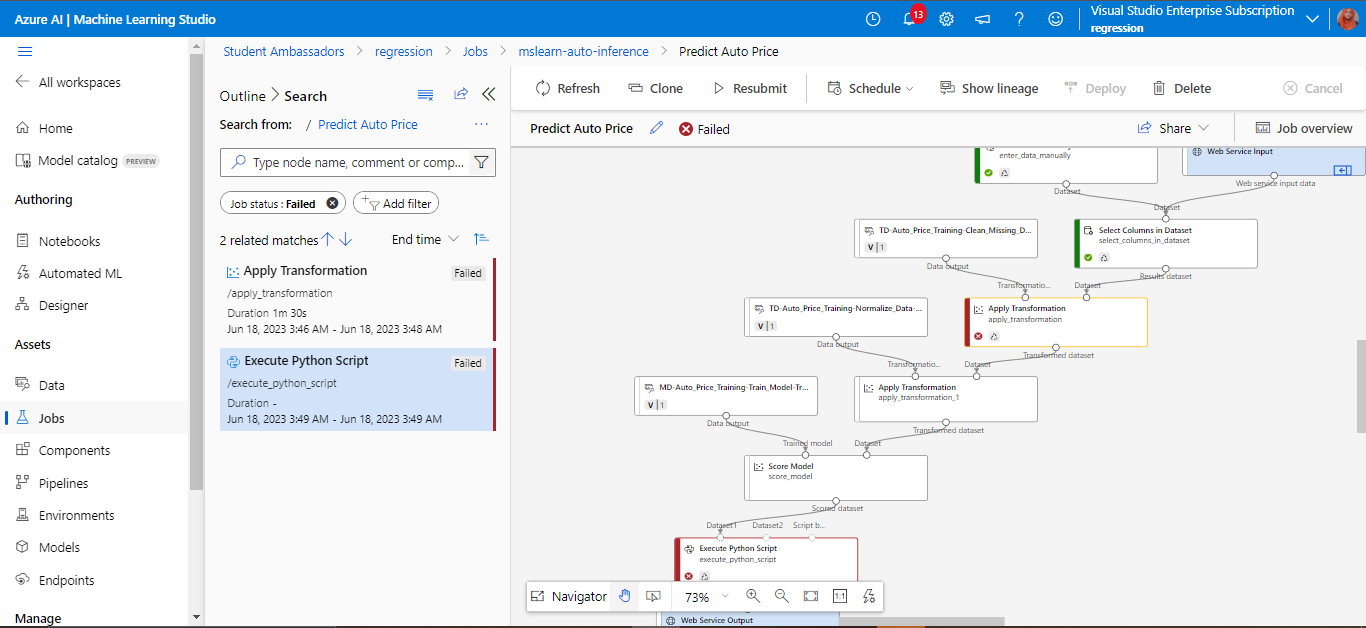 Azure AI | Machine Learning Studio
13
Visual Studio Enterprise Subscription
regression
All workspaces
Home
Model catalog PREVIEW
Authoring
Notebooks
Automated ML
Designer
Assets
Data
Jobs
Components
Pipelines
Environments
Models
Endpoints
Manage
Student Ambassadors > regression > Jobs > mslearn-auto-inference > Predict Auto Price
Outline > Search
Search from: / Predict Auto Price ...
Type node name, comment or comp...
Job status : Failed
Add filter
2 related matches
End time
Apply Transformation Failed
/apply_transformation
Duration 1m 30s
Jun 18, 2023 3:46 AM - Jun 18, 2023 3:48 AM
Execute Python Script Failed
/execute_python_script
Duration -
Jun 18, 2023 3:49 AM - Jun 18, 2023 3:49 AM
Refresh Clone Resubmit Schedule Show lineage Deploy Delete Cancel
Predict Auto Price Failed Share Job overview
enter_data_manually
Dataset
Web Service Input
Web service input data
Dataset
Select Columns in Dataset
select_columns_in_dataset
Results dataset
TD-Auto_Price_Training-Clean_Missing_D...
V | 1
Data output
Transformatio... Dataset
Apply Transformation
apply_transformation
Transformed dataset
TD-Auto_Price_Training-Normalize_Data-...
V | 1
Data output
Transformatio... Dataset
Apply Transformation
apply_transformation_1
Transformed dataset
MD-Auto_Price_Training-Train_Model-Tr...
V | 1
Data output
Trained model Dataset
Score Model
score_model
Scored dataset
Dataset1 Dataset2 Script b...
Execute Python Script
execute_python_script
Navigator 73% 1:1
Web Service Output